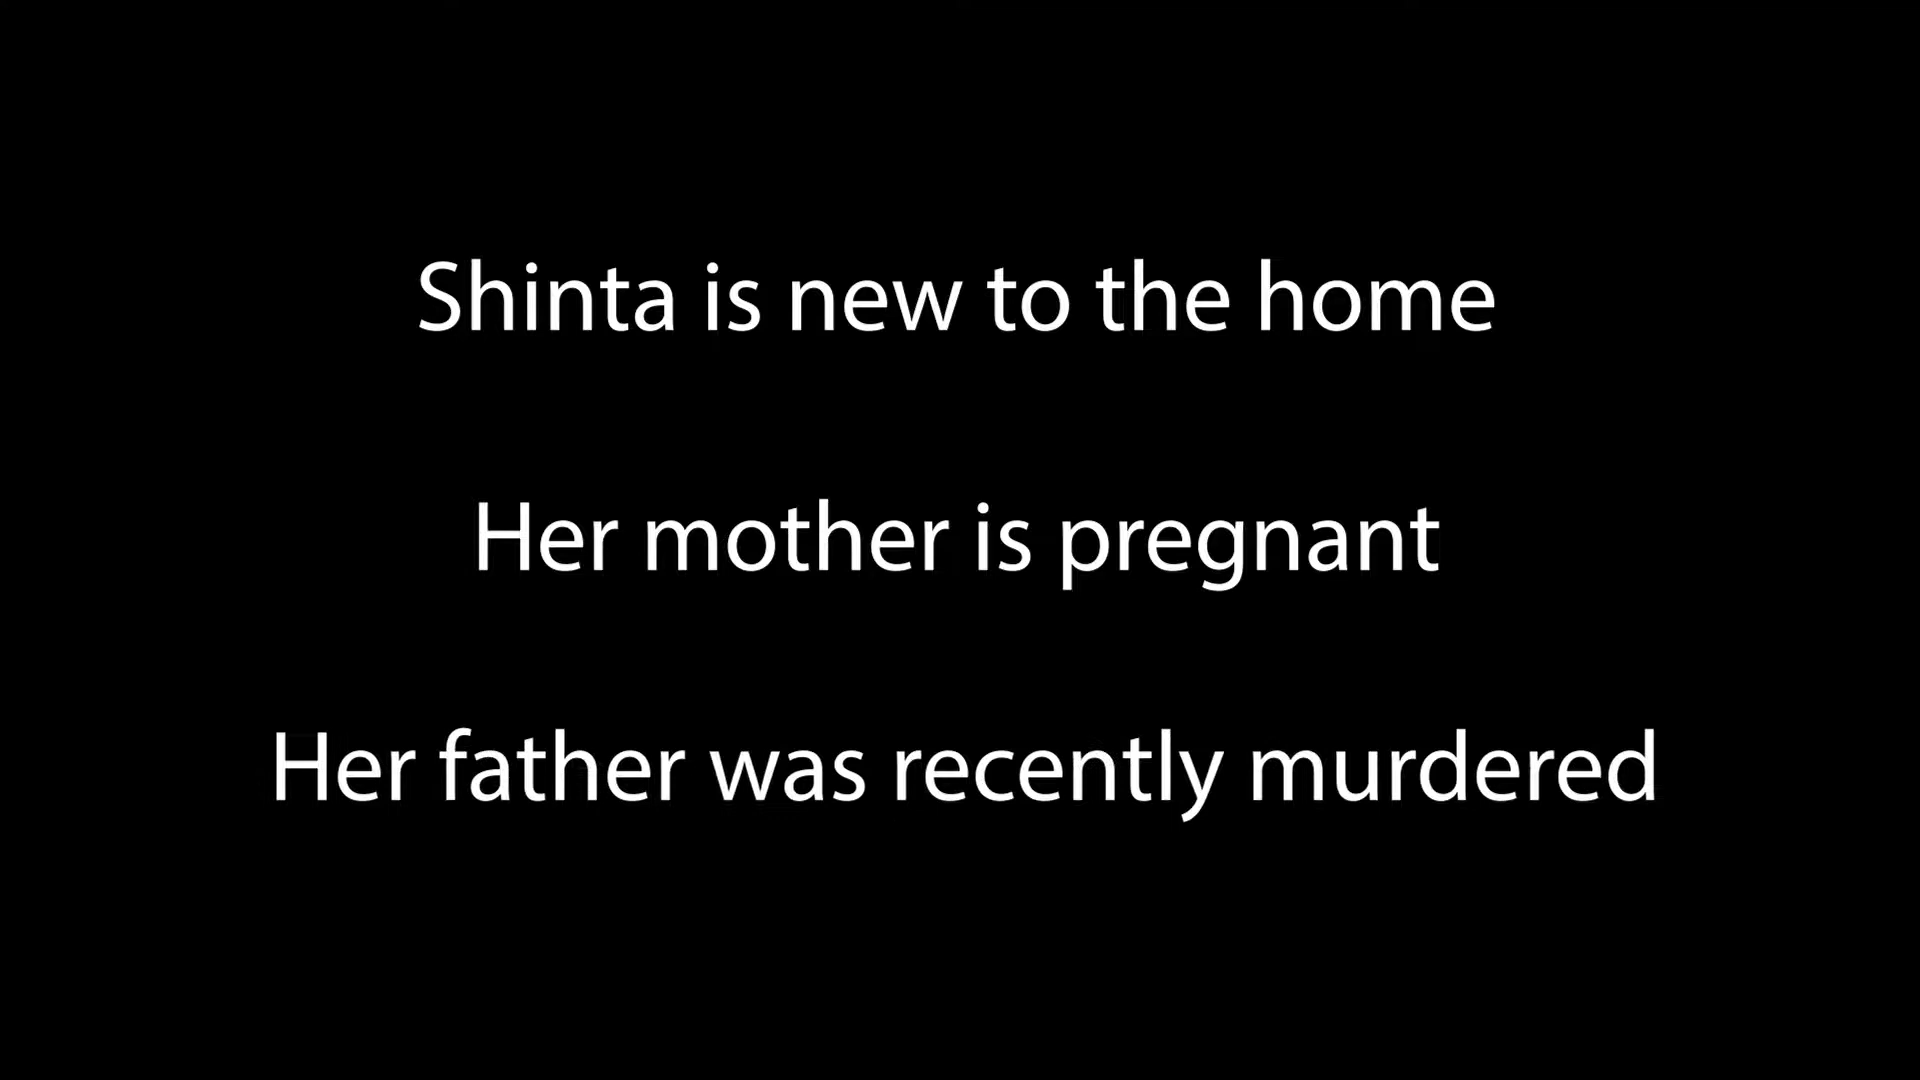 Shinta is new to the home
Her mother is pregnant
Her father was recently murdered